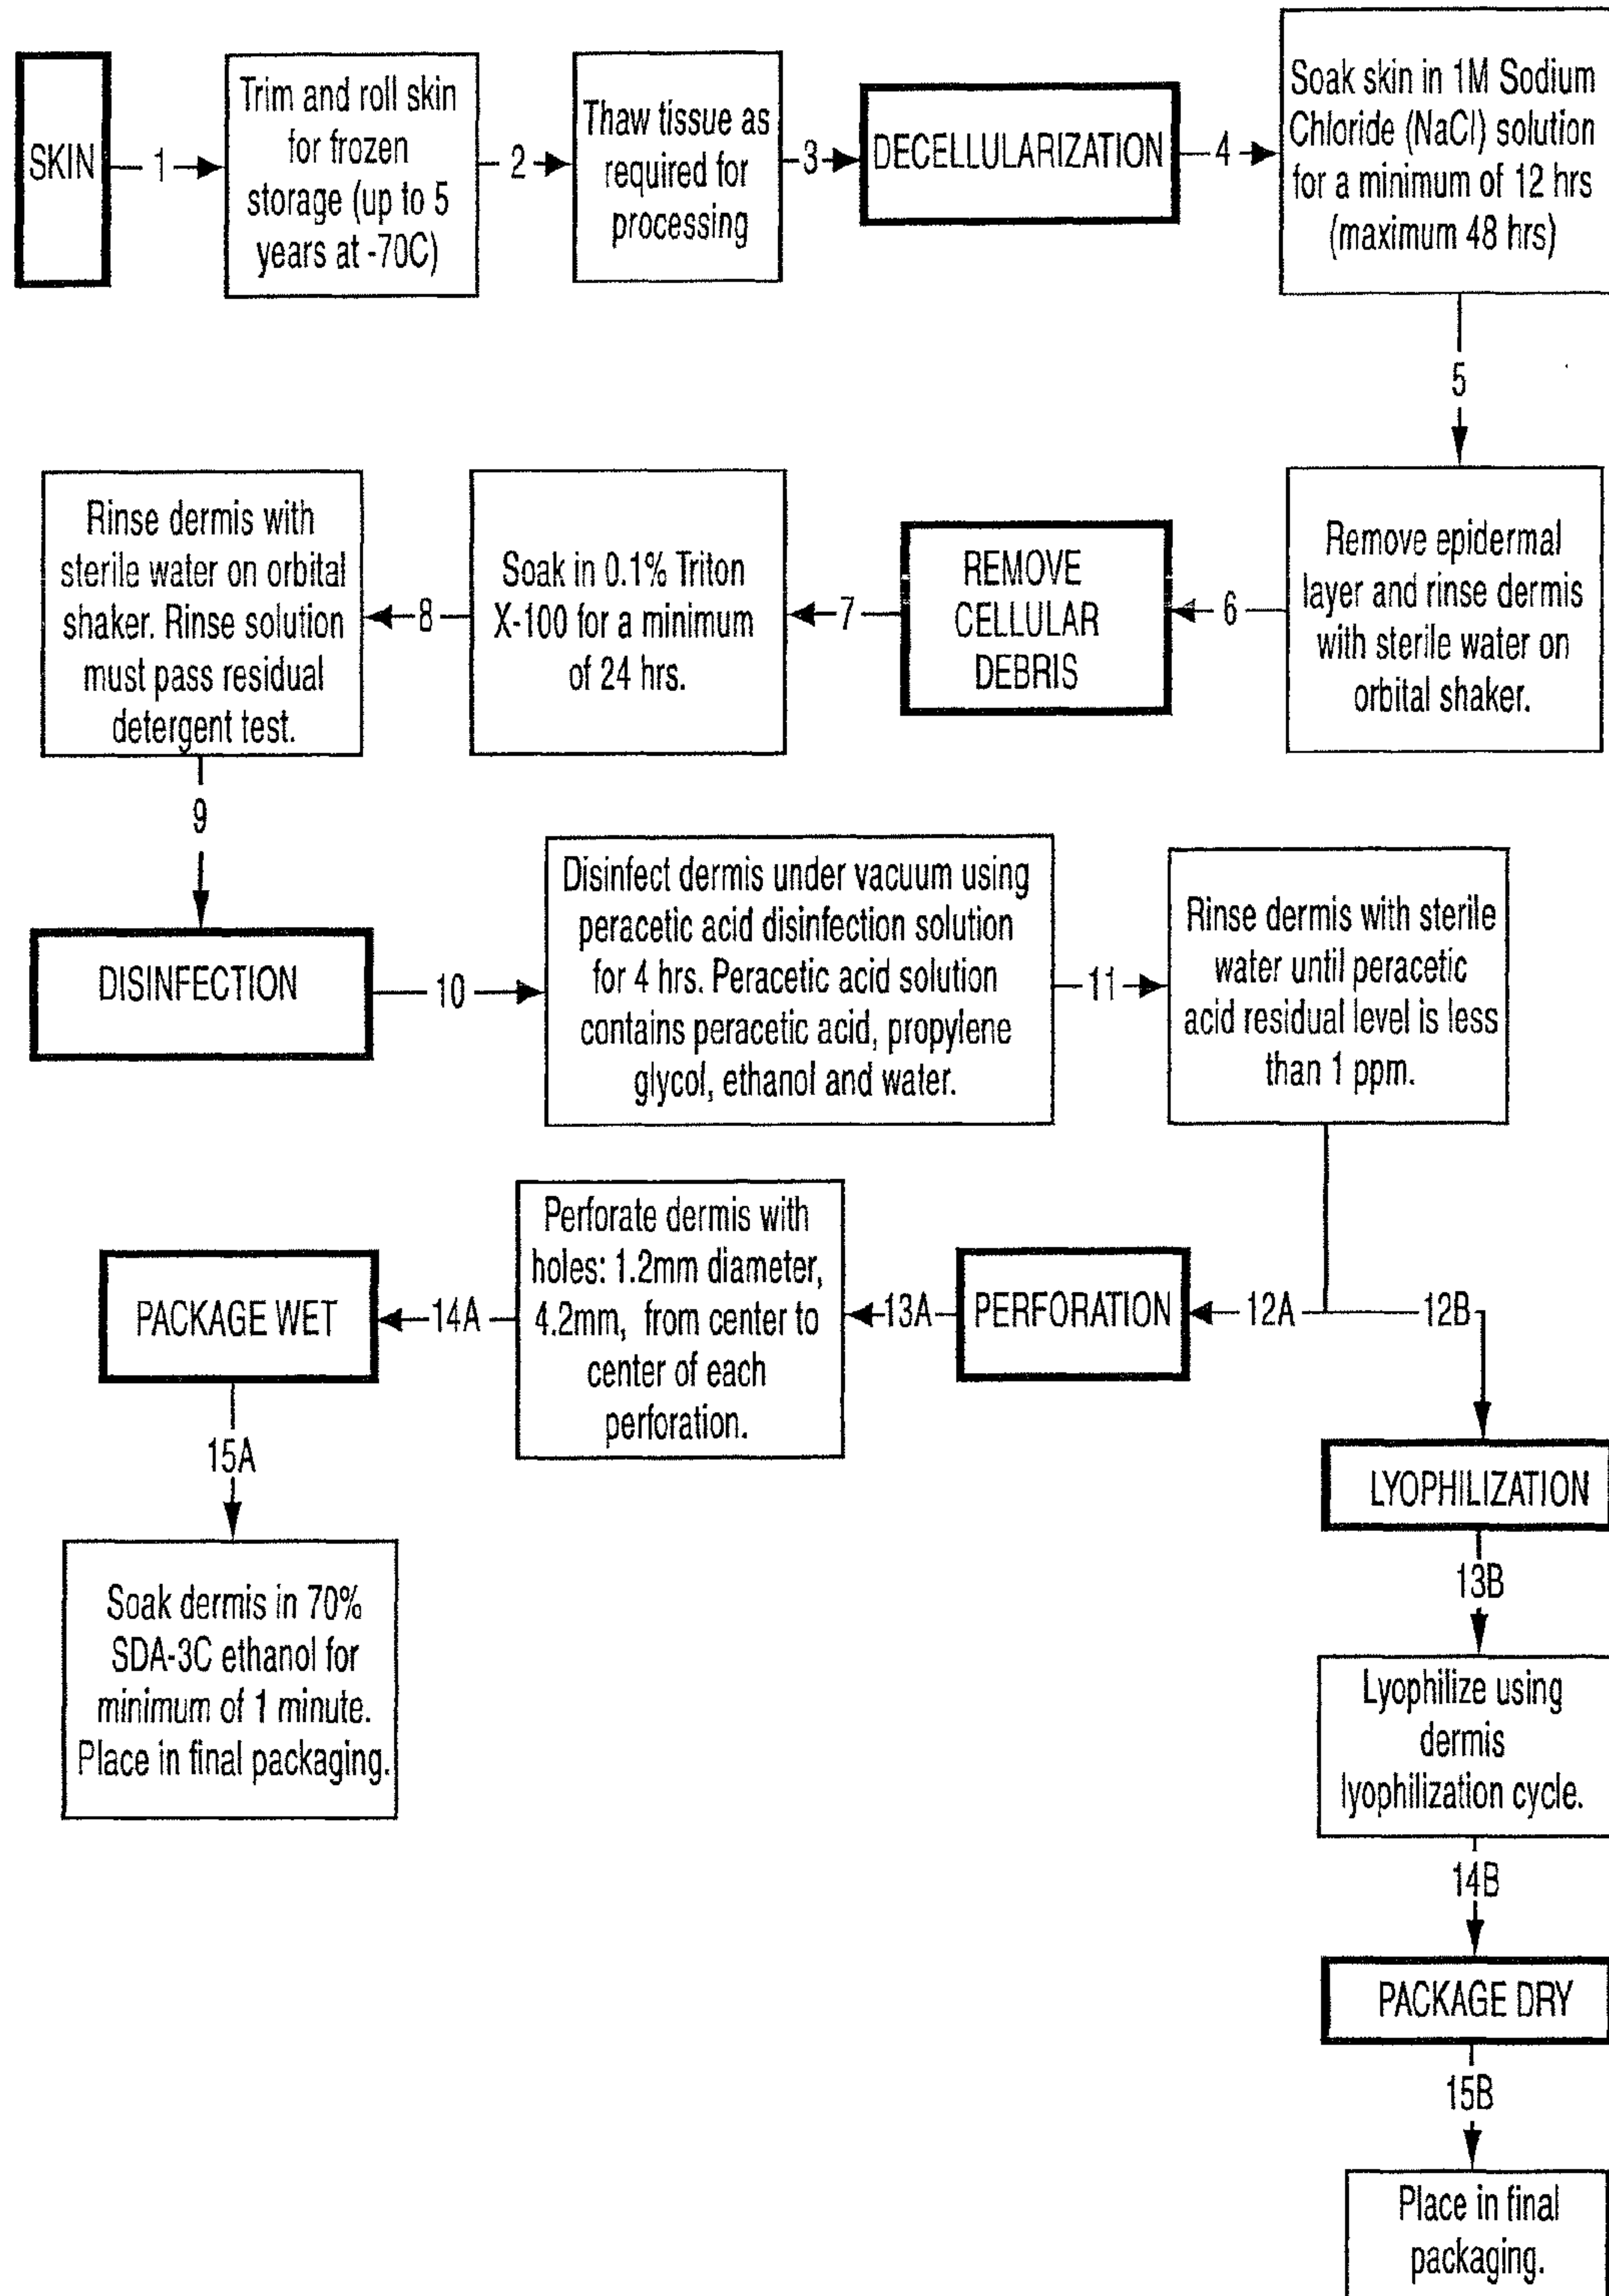 SKIN
1
Trim and roll skin
for frozen
storage (up to 5
years at -70C)
2
Thaw tissue as
required for
processing
3
DECELLULARIZATION
4
Soak skin in 1M Sodium
Chloride (NaCl) solution
for a minimum of 12 hrs
(maximum 48 hrs)
5
Remove epidermal
layer and rinse dermis
with sterile water on
orbital shaker.
6
REMOVE
CELLULAR
DEBRIS
7
Soak in 0.1% Triton
X-100 for a minimum
of 24 hrs.
8
Rinse dermis with
sterile water on orbital
shaker. Rinse solution
must pass residual
detergent test.
9
DISINFECTION
10
Disinfect dermis under vacuum using
peracetic acid disinfection solution
for 4 hrs. Peracetic acid solution
contains peracetic acid, propylene
glycol, ethanol and water.
11
Rinse dermis with sterile
water until peracetic
acid residual level is less
than 1 ppm.
12A
12B
PERFORATION
13A
Perforate dermis with
holes: 1.2mm diameter,
4.2mm, from center to
center of each
perforation.
14A
PACKAGE WET
15A
Soak dermis in 70%
SDA-3C ethanol for
minimum of 1 minute.
Place in final packaging.
LYOPHILIZATION
13B
Lyophilize using
dermis
lyophilization cycle.
14B
PACKAGE DRY
15B
Place in final
packaging.